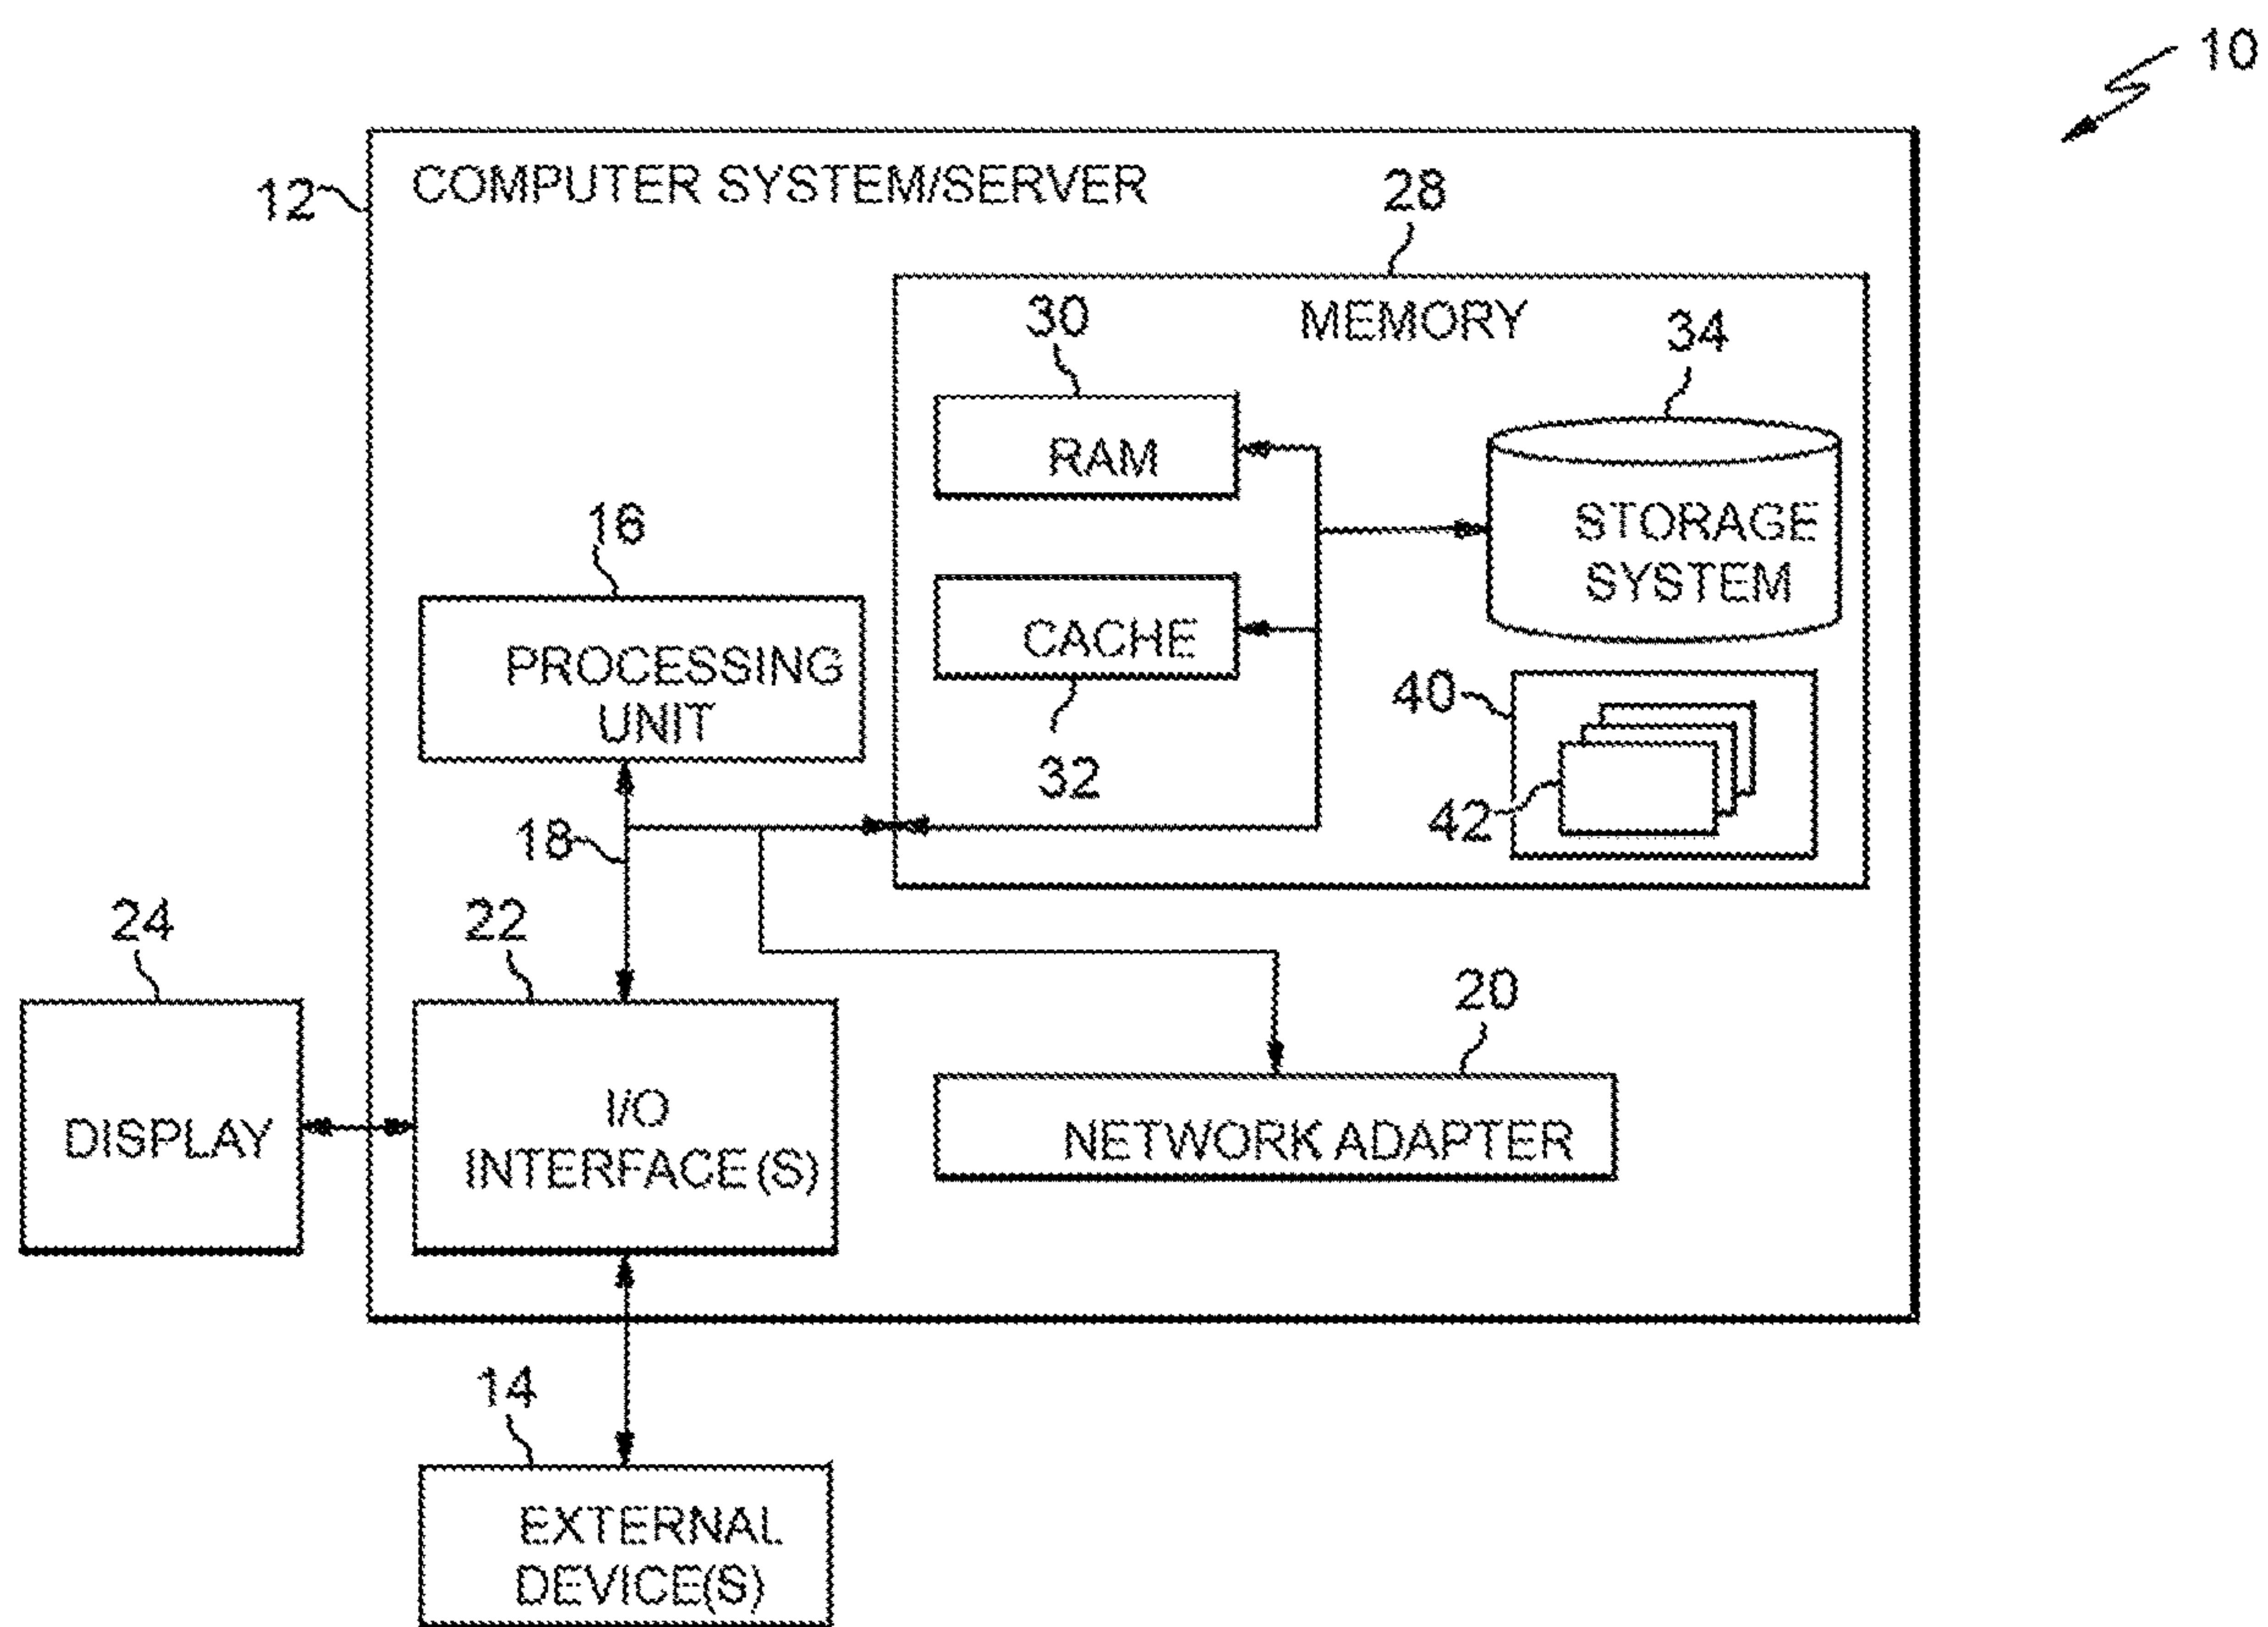 10
12
COMPUTER SYSTEM/SERVER
28
MEMORY
30
34
RAM
STORAGE
SYSTEM
16
CACHE
PROCESSING
UNIT
32
40
42
18
24
22
20
DISPLAY
I/O
INTERFACE(S)
NETWORK ADAPTER
14
EXTERNAL
DEVICE(S)